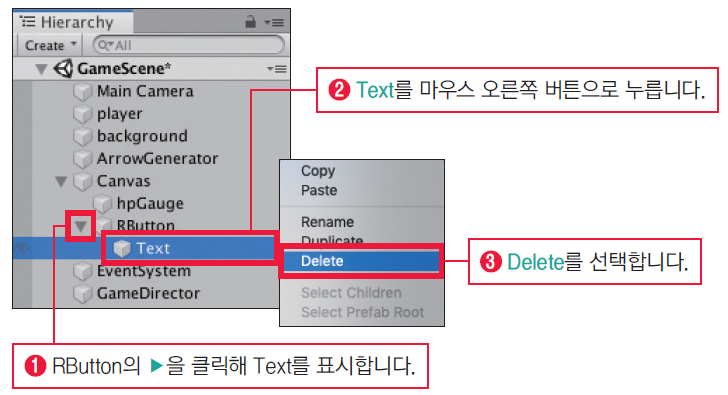 Hierarchy
Create
All
GameScene*
Main Camera
player
background
ArrowGenerator
Canvas
hpGauge
RButton
Text
EventSystem
GameDirector
Copy
Paste
Rename
Duplicate
Delete
Select Children
Select Prefab Root
❷ Text를 마우스 오른쪽 버튼으로 누릅니다.
❸ Delete를 선택합니다.
❶ RButton의 ▶을 클릭해 Text를 표시합니다.